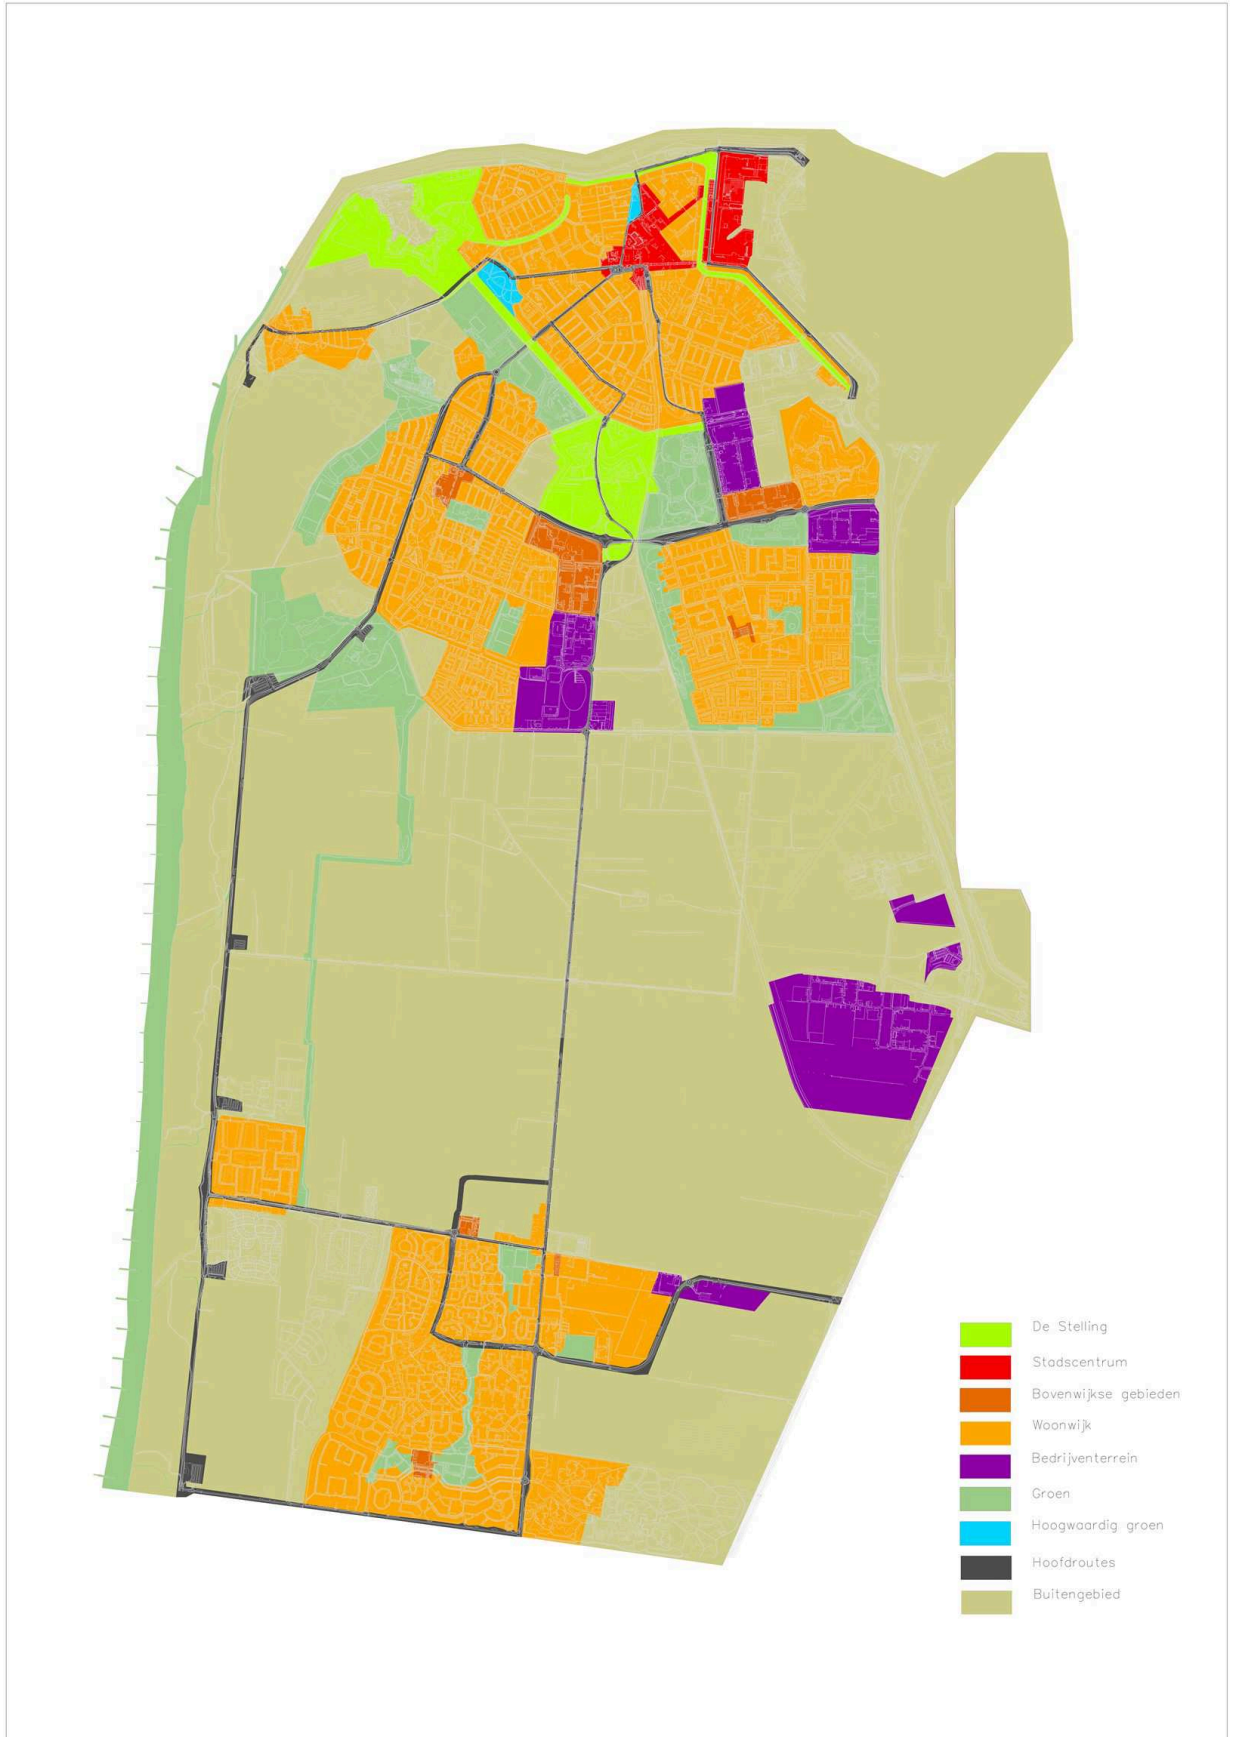 De Stelling
Stadscentrum
Bovenwijkse gebieden
Woonwijk
Bedrijventerrein
Groen
Hoogwaardig groen
Hoofdroutes
Buitengebied